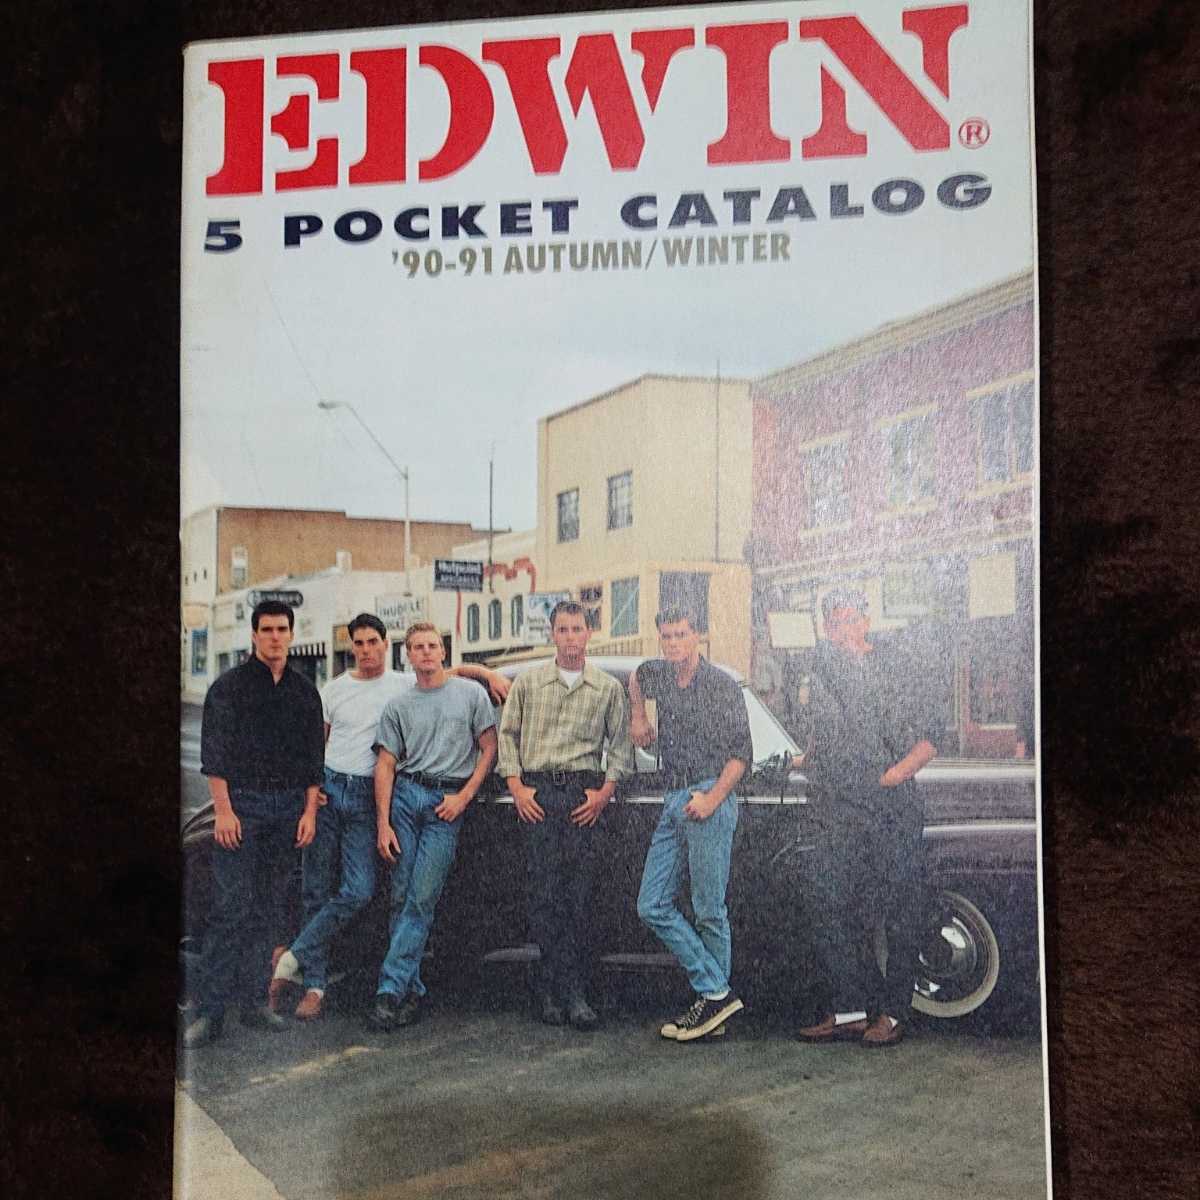 EDWIN®
5 POCKET CATALOG
'90-91 AUTUMN/WINTER